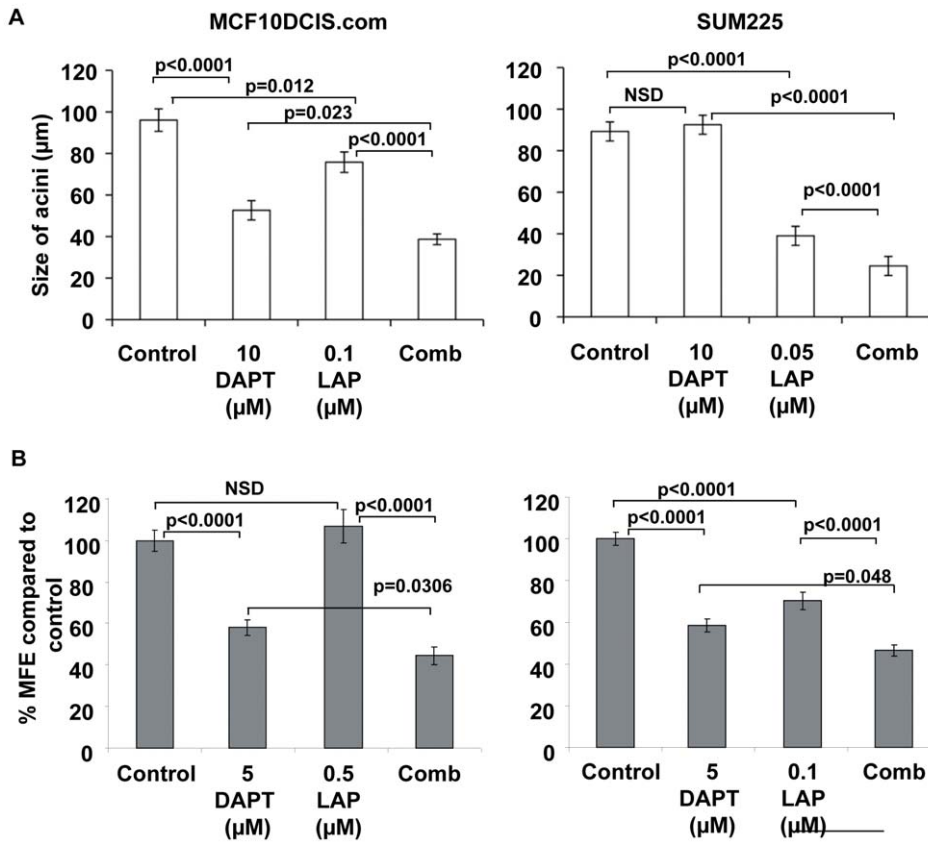 A
MCF10DCIS.com
SUM225
Size of acini (µm)
120
100
80
60
40
20
0
p<0.0001
p=0.012
p=0.023
p<0.0001
Control
10
DAPT
(µM)
0.1
LAP
(µM)
Comb
120
100
80
60
40
20
0
p<0.0001
NSD
p<0.0001
p<0.0001
Control
10
DAPT
(µM)
0.05
LAP
(µM)
Comb
B
% MFE compared to
control
120
100
80
60
40
20
0
NSD
p<0.0001
p<0.0001
p=0.0306
Control
5
DAPT
(µM)
0.5
LAP
(µM)
Comb
120
100
80
60
40
20
0
p<0.0001
p<0.0001
p<0.0001
p=0.048
Control
5
DAPT
(µM)
0.1
LAP
(µM)
Comb